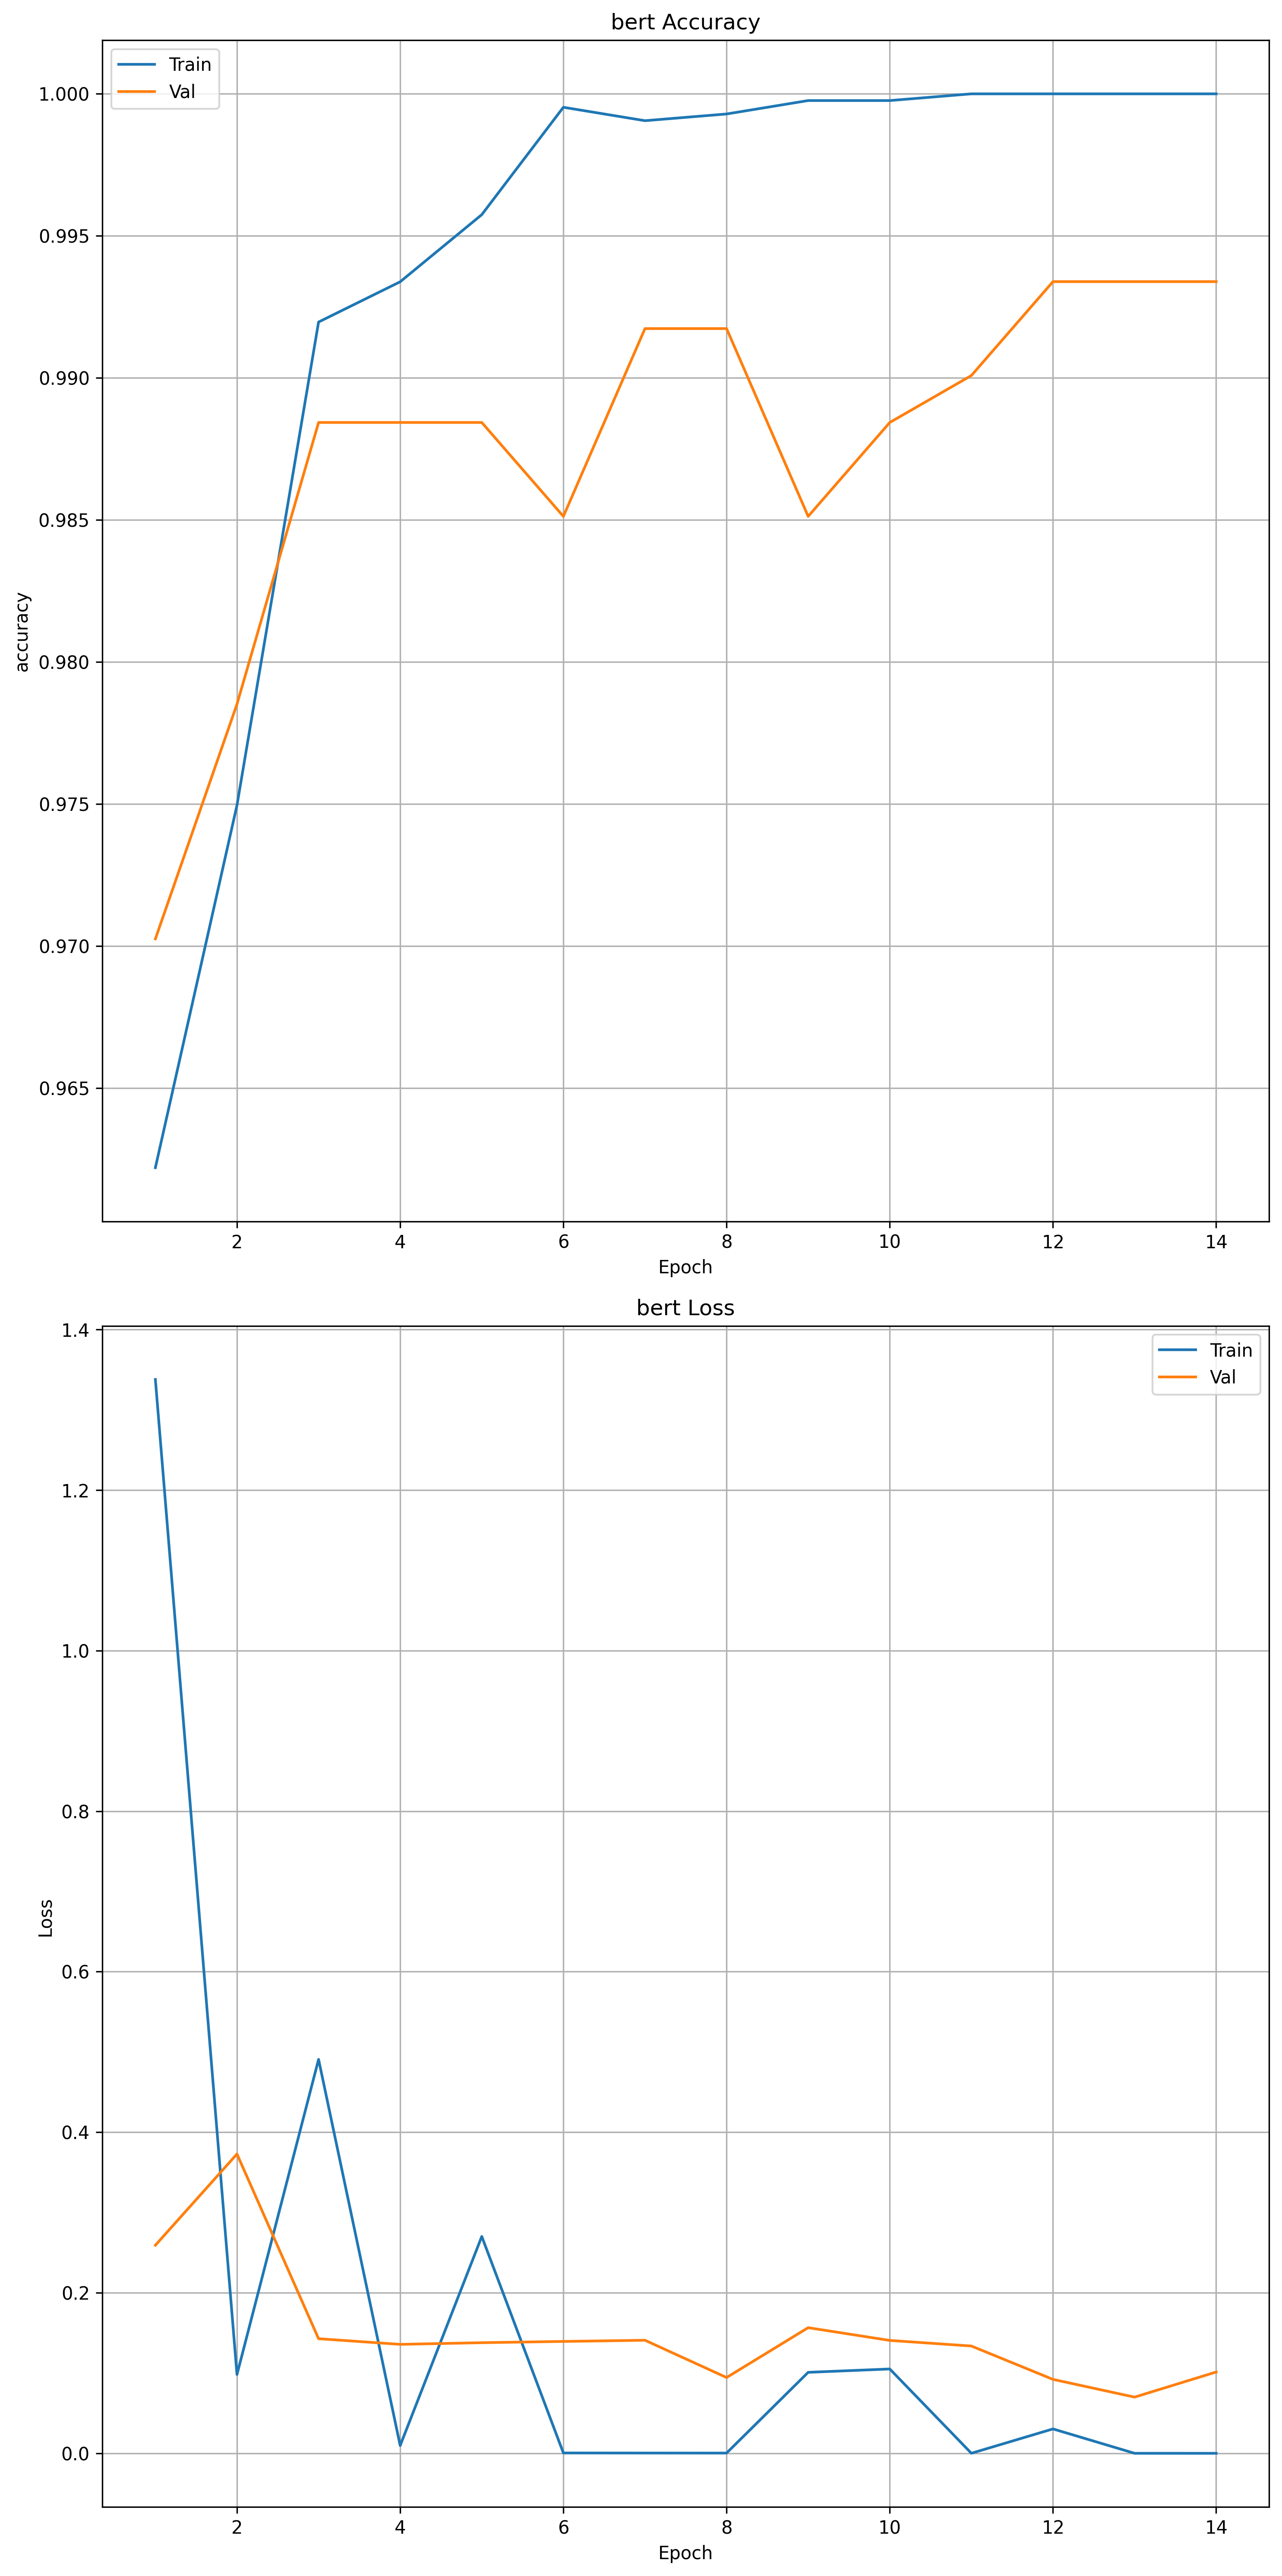 bert Accuracy
Train
Val
1.000
0.995
0.990
0.985
0.980
0.975
0.970
0.965
accuracy
2 4 6 8 10 12 14
Epoch
bert Loss
Train
Val
1.4
1.2
1.0
0.8
0.6
0.4
0.2
0.0
Loss
2 4 6 8 10 12 14
Epoch